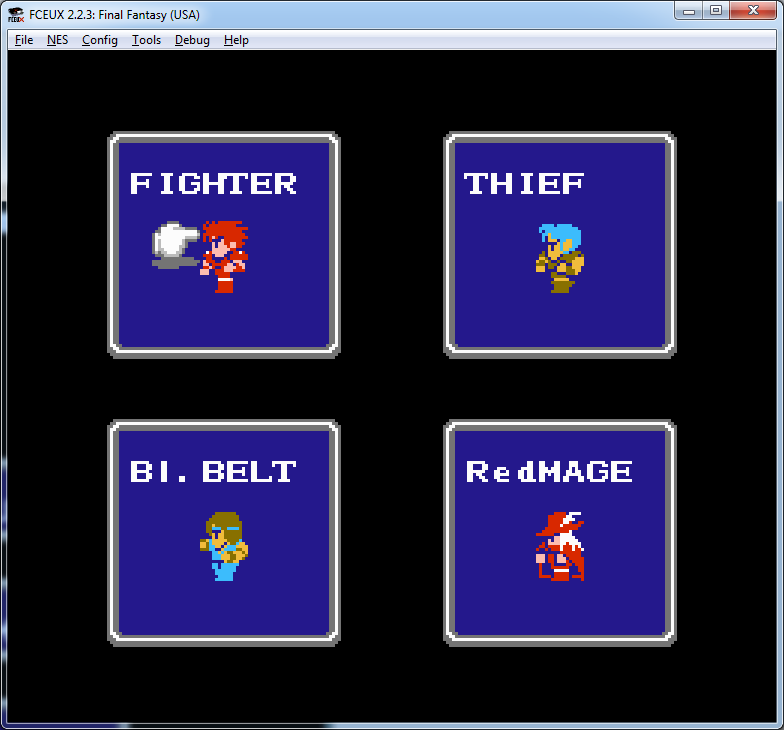 FCEUX 2.2.3: Final Fantasy (USA)
File NES Config Tools Debug Help
FIGHTER
THIEF
Bl.BELT
RedMAGE